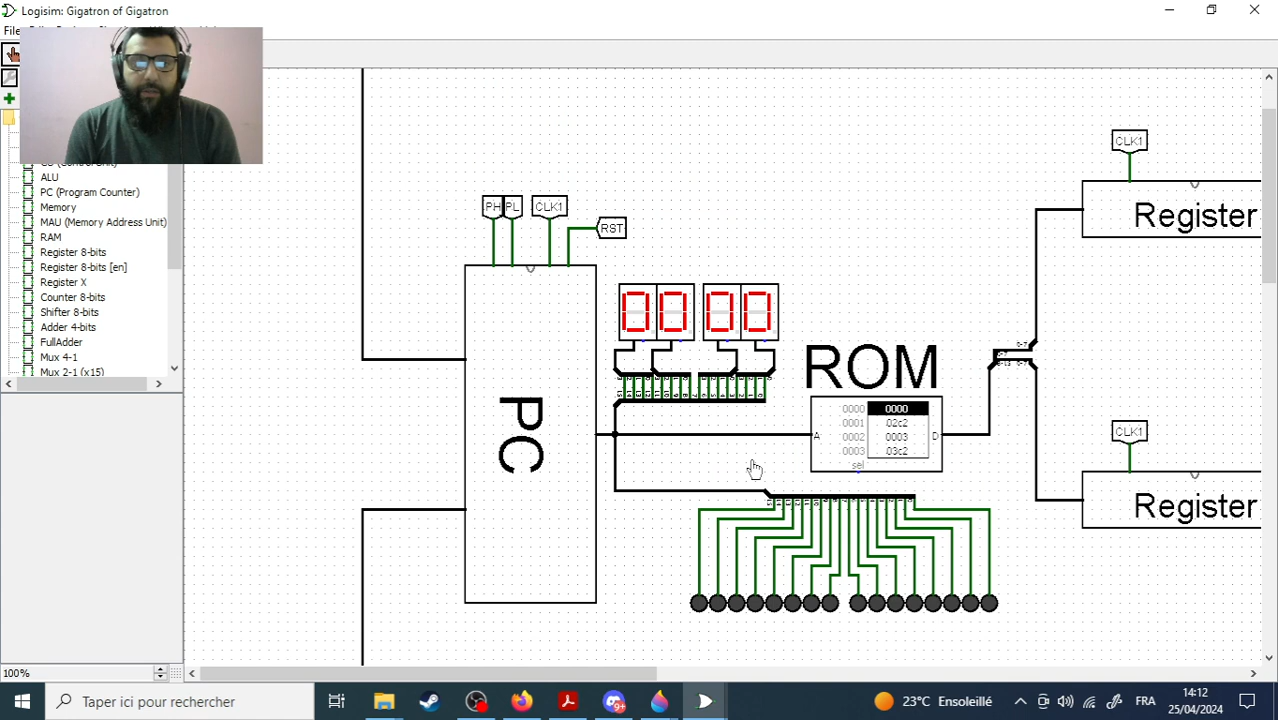 Logisim: Gigatron of Gigatron
ALU
PC (Program Counter)
Memory
MAU (Memory Address Unit)
RAM
Register 8-bits
Register 8-bits [en]
Register X
Counter 8-bits
Shifter 8-bits
Adder 4-bits
FullAdder
Mux 4-1
Mux 2-1 (x15)
100%
PH PL CLK1
RST
PC
0000
ROM
0000 0000
0001 02c2
0002 0003
0003 03c2
A
D
sel
CLK1
Register
CLK1
Register
Taper ici pour rechercher
9+
23°C Ensoleillé
FRA
14:12
25/04/2024